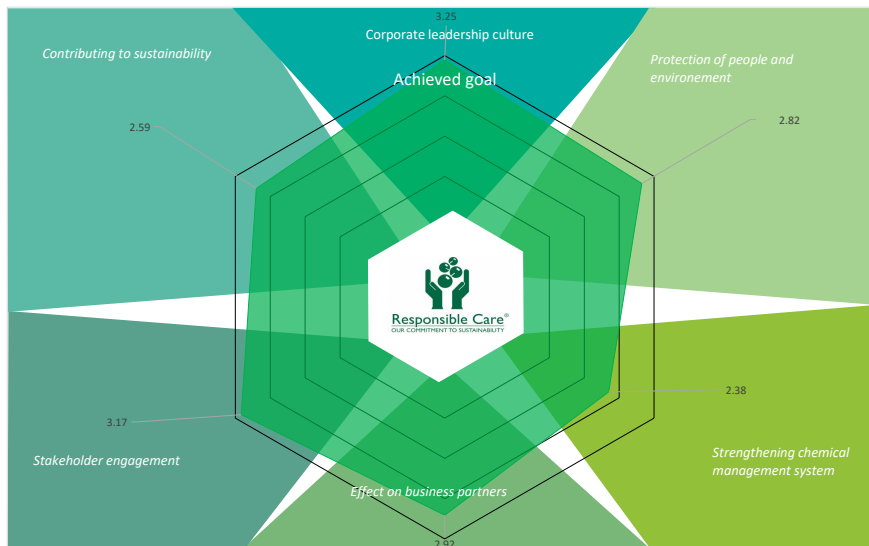 3.25
Corporate leadership culture
Contributing to sustainability
Protection of people and
environement
Achieved goal
2.59
2.82
Responsible Care®
OUR COMMITMENT TO SUSTAINABILITY
2.38
3.17
Stakeholder engagement
Strengthening chemical
management system
Effect on business partners
2.92